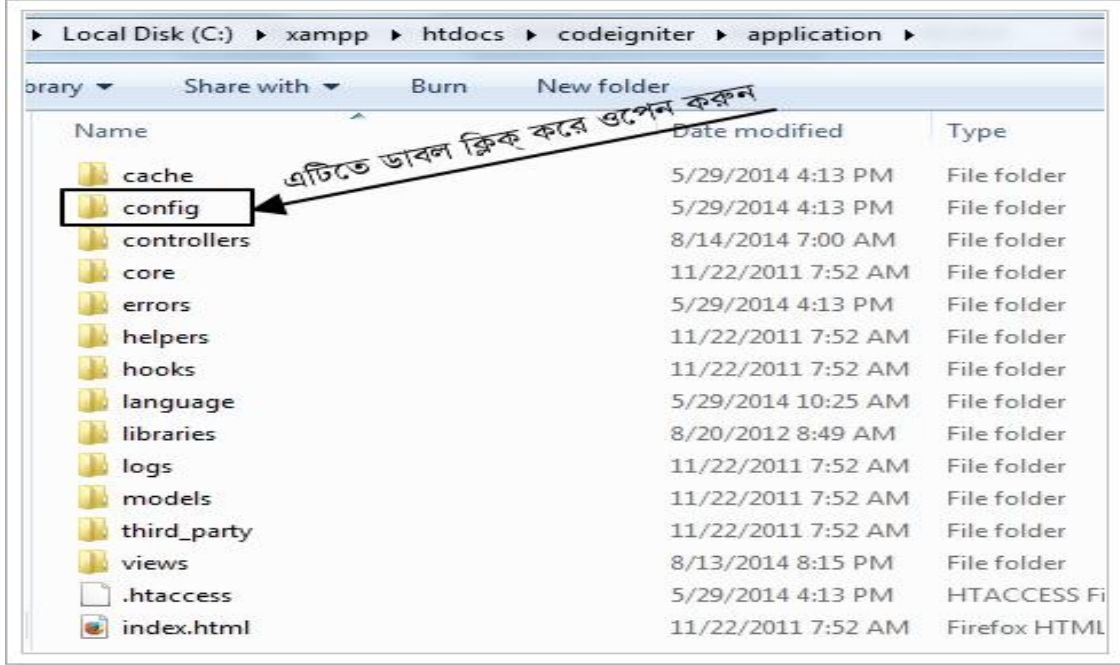 Local Disk (C:) ▸ xampp ▸ htdocs ▸ codeigniter ▸ application ▸
brary Share with Burn New folder
এটিতে ডাবল ক্লিক্ করে ওপেন করুন
Name Date modified Type
cache 5/29/2014 4:13 PM File folder
config 5/29/2014 4:13 PM File folder
controllers 8/14/2014 7:00 AM File folder
core 11/22/2011 7:52 AM File folder
errors 5/29/2014 4:13 PM File folder
helpers 11/22/2011 7:52 AM File folder
hooks 11/22/2011 7:52 AM File folder
language 5/29/2014 10:25 AM File folder
libraries 8/20/2012 8:49 AM File folder
logs 11/22/2011 7:52 AM File folder
models 11/22/2011 7:52 AM File folder
third_party 11/22/2011 7:52 AM File folder
views 8/13/2014 8:15 PM File folder
.htaccess 5/29/2014 4:13 PM HTACCESS Fi
index.html 11/22/2011 7:52 AM Firefox HTML